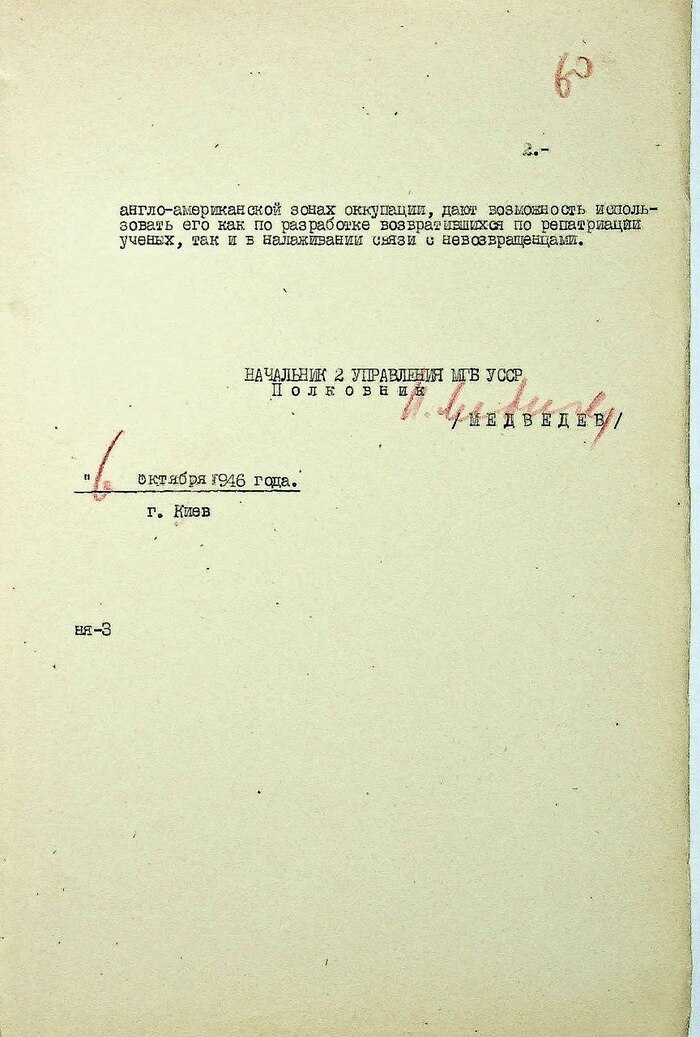 60
2.-
англо-американской зонах оккупации, дают возможность исполь-
зовать его как по разработке возвратившихся по репатриации
ученых, так и в налаживании связи с невозвращенцами.
НАЧАЛЬНИК 2 УПРАВЛЕНИЯ МГБ УССР
Полковник
/МЕДВЕДЕВ/
"6 октября 1946 года.
г. Киев
ня-3